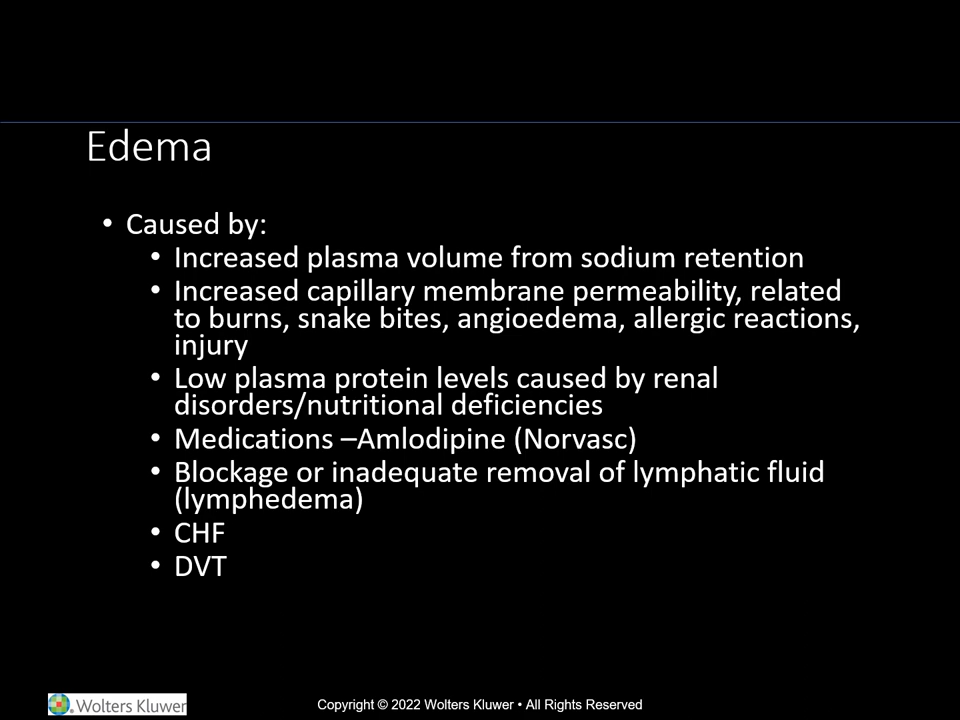 Edema
• Caused by:
• Increased plasma volume from sodium retention
• Increased capillary membrane permeability, related
to burns, snake bites, angioedema, allergic reactions,
injury
• Low plasma protein levels caused by renal
disorders/nutritional deficiencies
• Medications –Amlodipine (Norvasc)
• Blockage or inadequate removal of lymphatic fluid
(lymphedema)
• CHF
• DVT
Wolters Kluwer
Copyright © 2022 Wolters Kluwer • All Rights Reserved